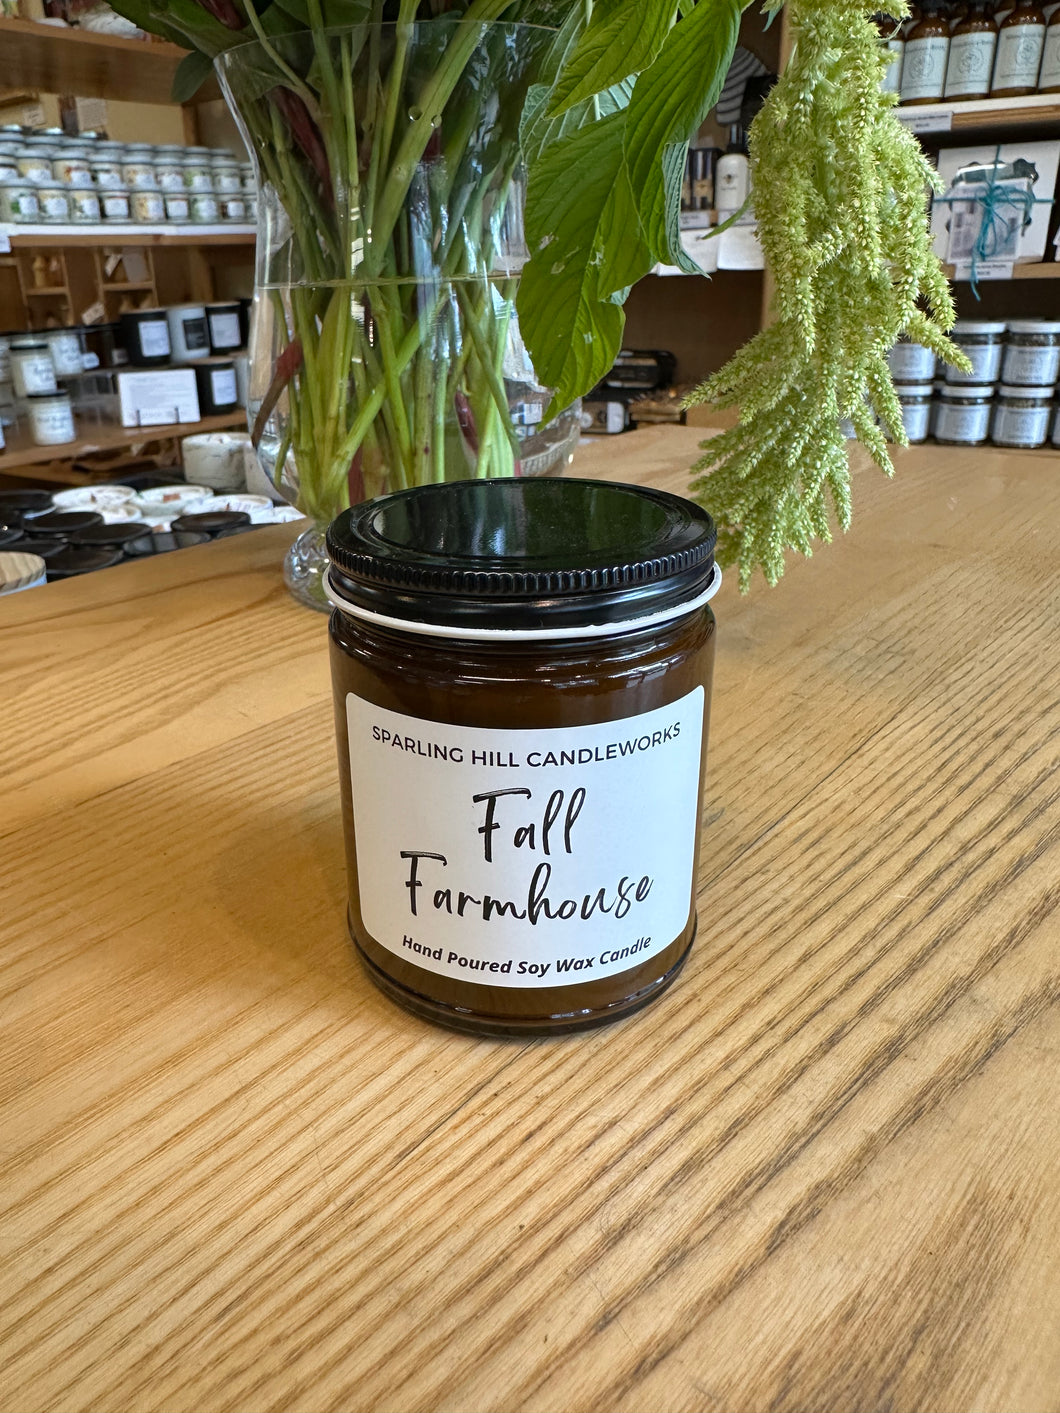 SPARLING HILL CANDLEWORKS
Fall
Farmhouse
Hand Poured Soy Wax Candle